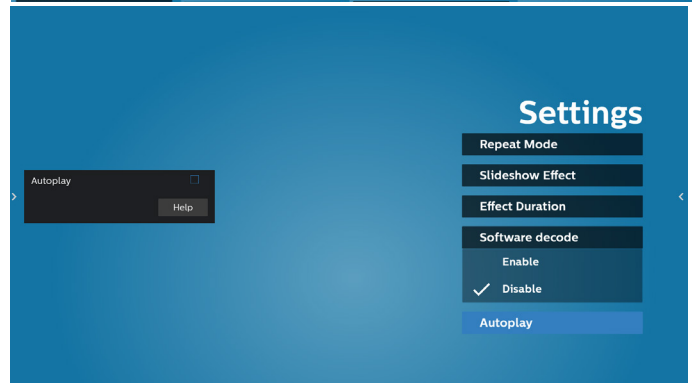 Settings
Repeat Mode
Slideshow Effect
Effect Duration
Software decode
Enable
Disable
Autoplay
Autoplay
Help